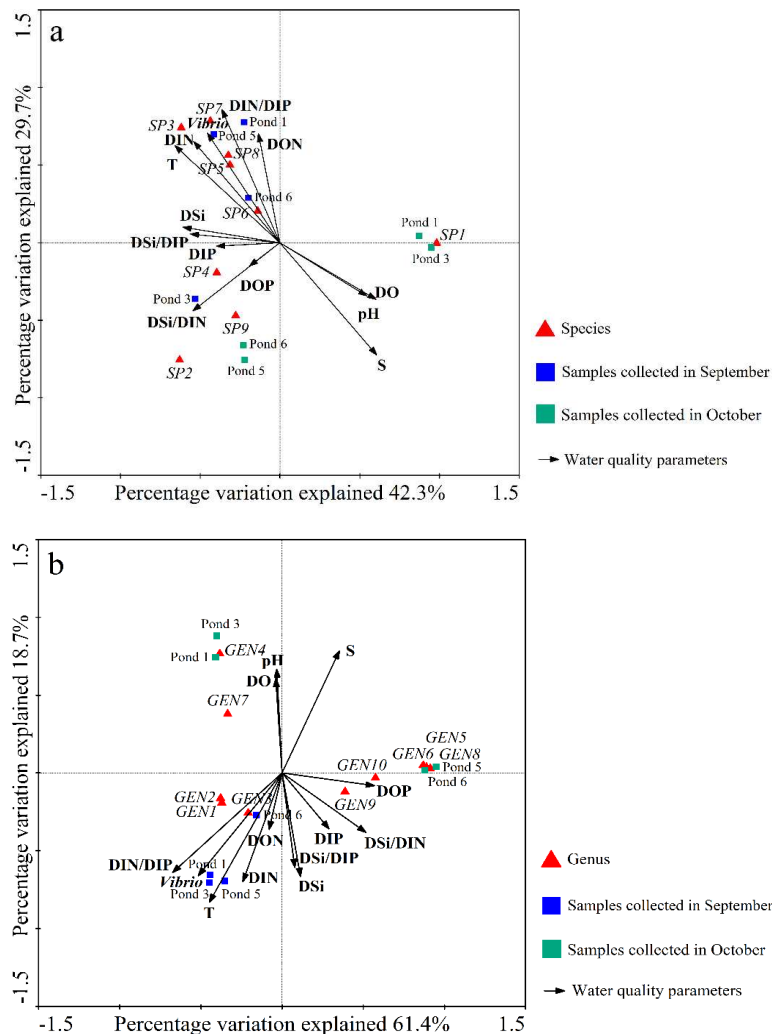 a
1.5
Percentage variation explained 29.7%
-1.5
SP7
DIN/DIP
SP3
Vibrio
Pond 1
Pond 5
DIN
DON
T
SP8
SP5
Pond 6
SP6
DSi
DSi/DIP
DIP
Pond 1
SP1
Pond 3
SP4
DOP
DO
pH
Pond 3
DSi/DIN
SP9
S
Pond 6
Pond 5
SP2
-1.5
Percentage variation explained 42.3%
1.5
Species
Samples collected in September
Samples collected in October
Water quality parameters
b
1.5
Percentage variation explained 18.7%
-1.5
Pond 3
Pond 1
GEN4
pH
S
DO
GEN7
GEN5
GEN6
GEN8
GEN10
Pond 5
Pond 6
DOP
GEN9
GEN2
GEN1
GEN3
Pond 6
DON
DIP
DSi/DIN
DIN/DIP
Pond 1
DSi/DIP
Vibrio
DIN
DSi
Pond 3
Pond 5
T
-1.5
Percentage variation explained 61.4%
1.5
Genus
Samples collected in September
Samples collected in October
Water quality parameters